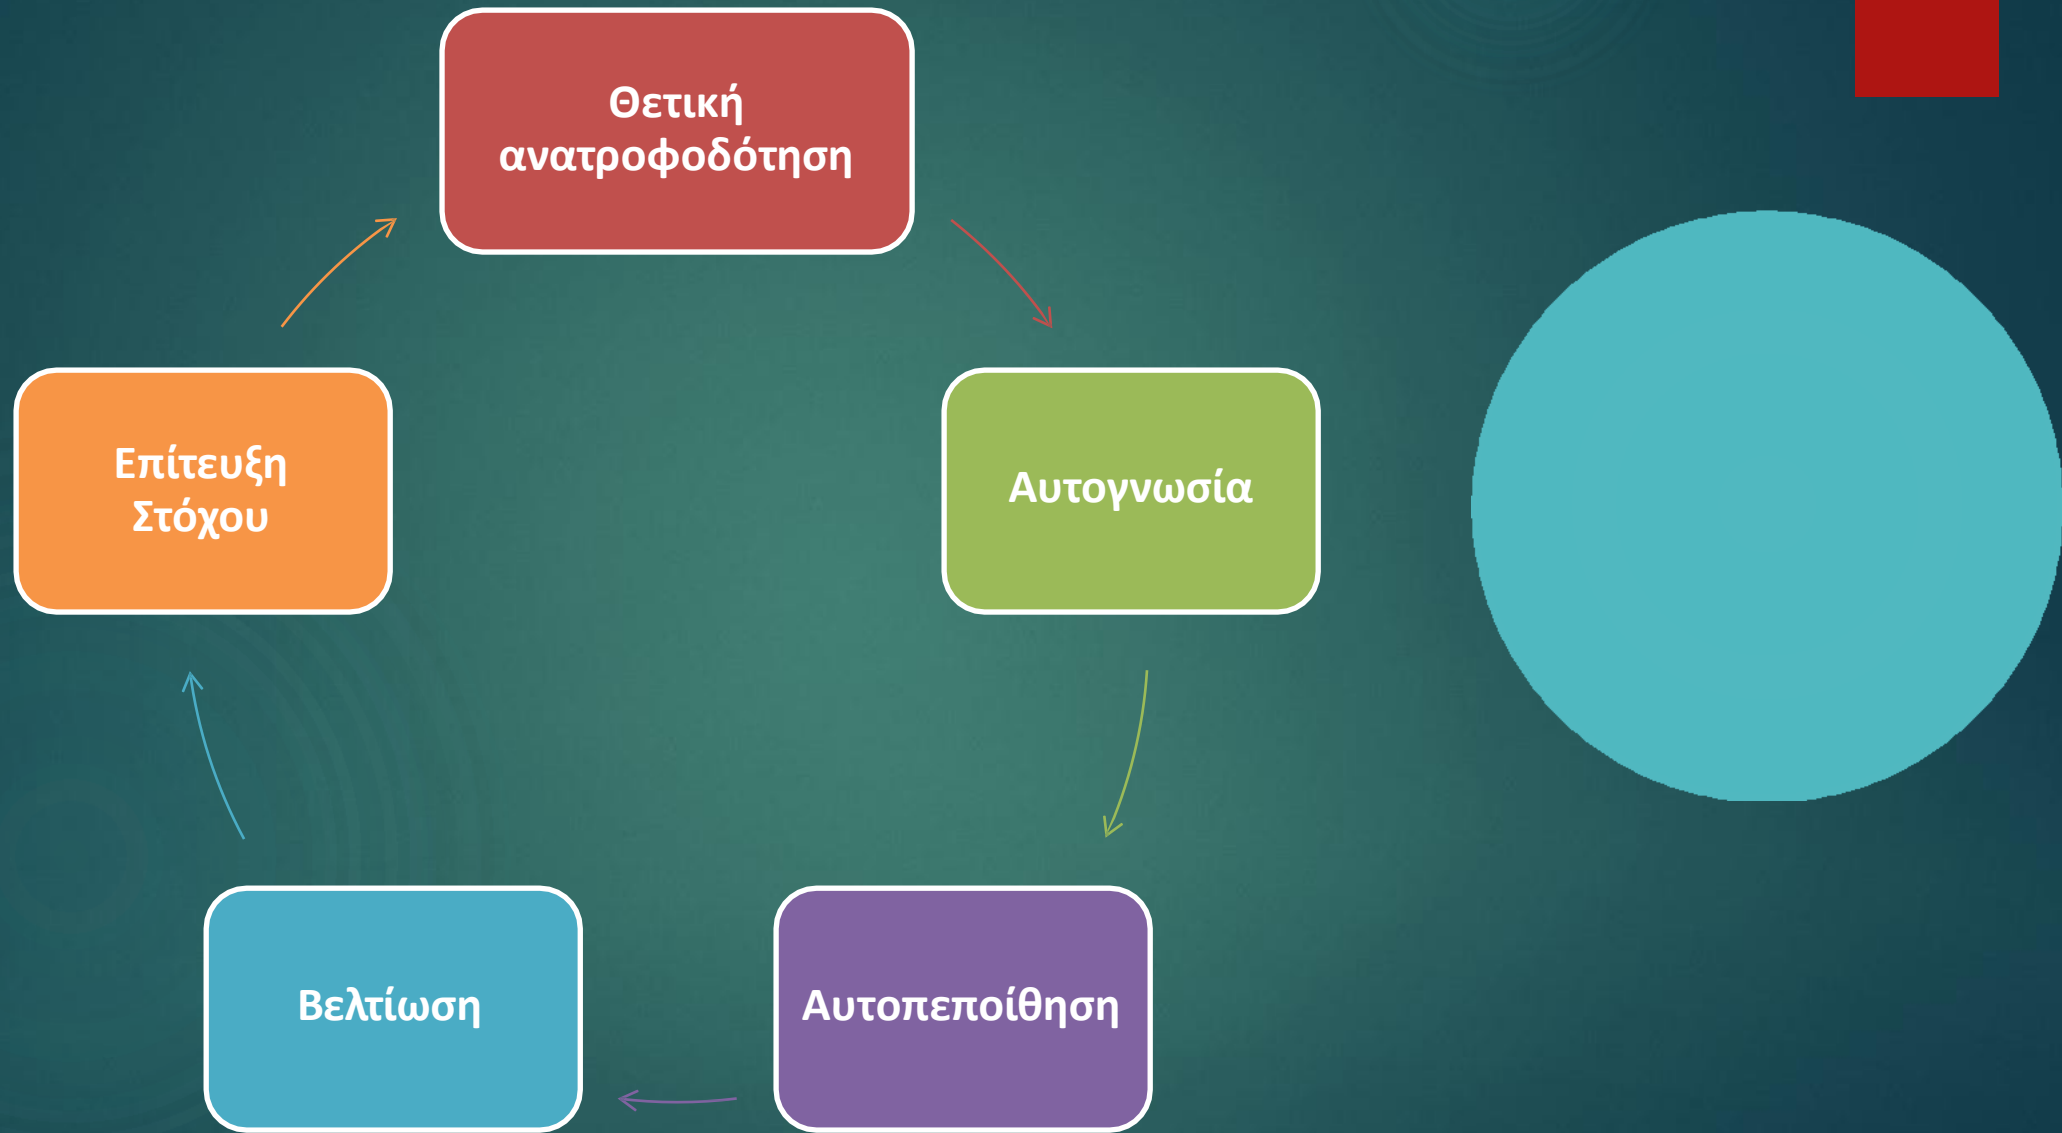 Θετική
ανατροφοδότηση
Αυτογνωσία
Αυτοπεποίθηση
Βελτίωση
Επίτευξη
Στόχου